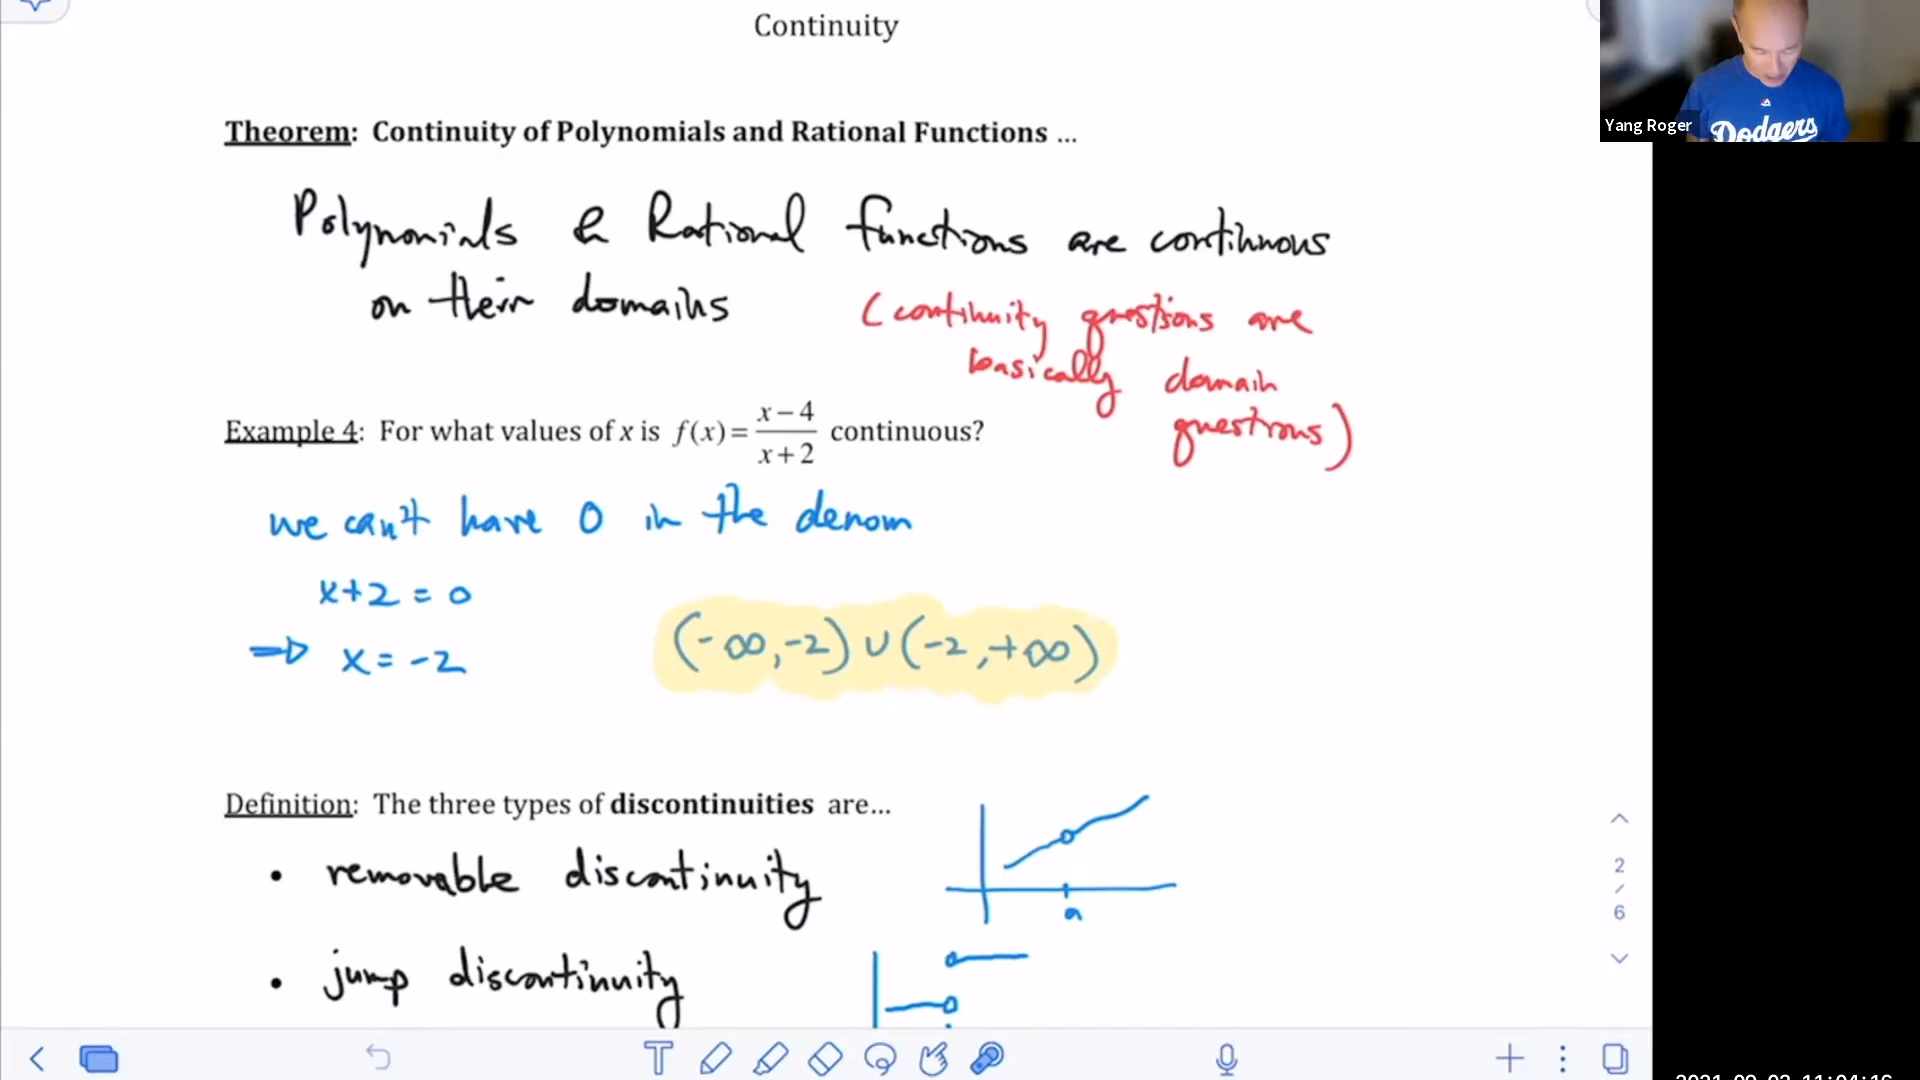 Continuity
Yang Roger
Dodgers
Theorem: Continuity of Polynomials and Rational Functions ...
Polynomials & Rational functions are continuous
on their domains
(continuity questions are
basically domain
questions)
Example 4: For what values of x is f(x)= x−4 / x+2 continuous?
we can't have 0 in the denom
x+2 = 0
⇒ x = -2
(-∞,-2) ∪ (-2,+∞)
Definition: The three types of discontinuities are...
• removable discontinuity
a
• jump discontinuity
2
/
6
T